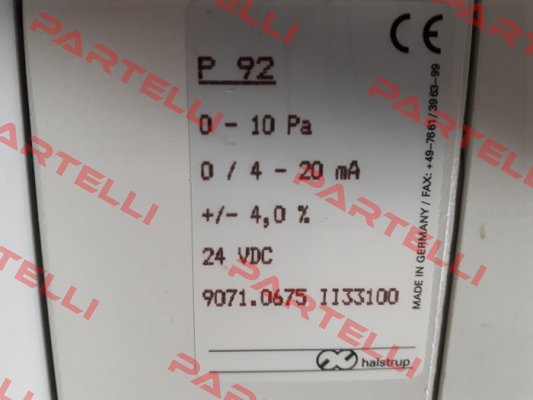 P 92
0 - 10 Pa
0 / 4 - 20 mA
+/- 4,0 %
24 VDC
9071.0675 II33100
halstrup
CE
MADE IN GERMANY / FAX: +49-7661/3963-99
PARTELLI
PARTELLI
PARTELLI
PARTELLI
PARTELLI
PARTELLI